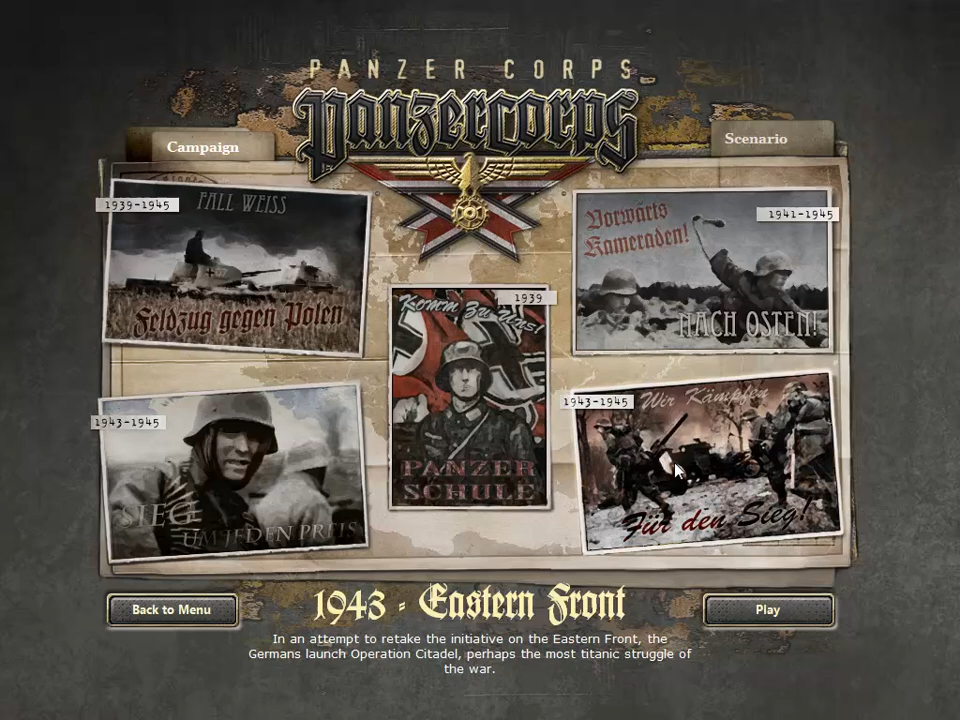 PANZER CORPS
Panzercorps
Campaign
Scenario
1939-1945
FALL WEISS
Feldzug gegen Polen
1941-1945
Vorwärts
Kameraden!
NACH OSTEN!
1939
Komm Zu Uns!
PANZER
SCHULE
1943-1945
SIEG
UM JEDEN PREIS
1943-1945
Wir Kämpfen
Für den Sieg!
Back to Menu
1943 - Eastern Front
Play
In an attempt to retake the initiative on the Eastern Front, the
Germans launch Operation Citadel, perhaps the most titanic struggle of
the war.